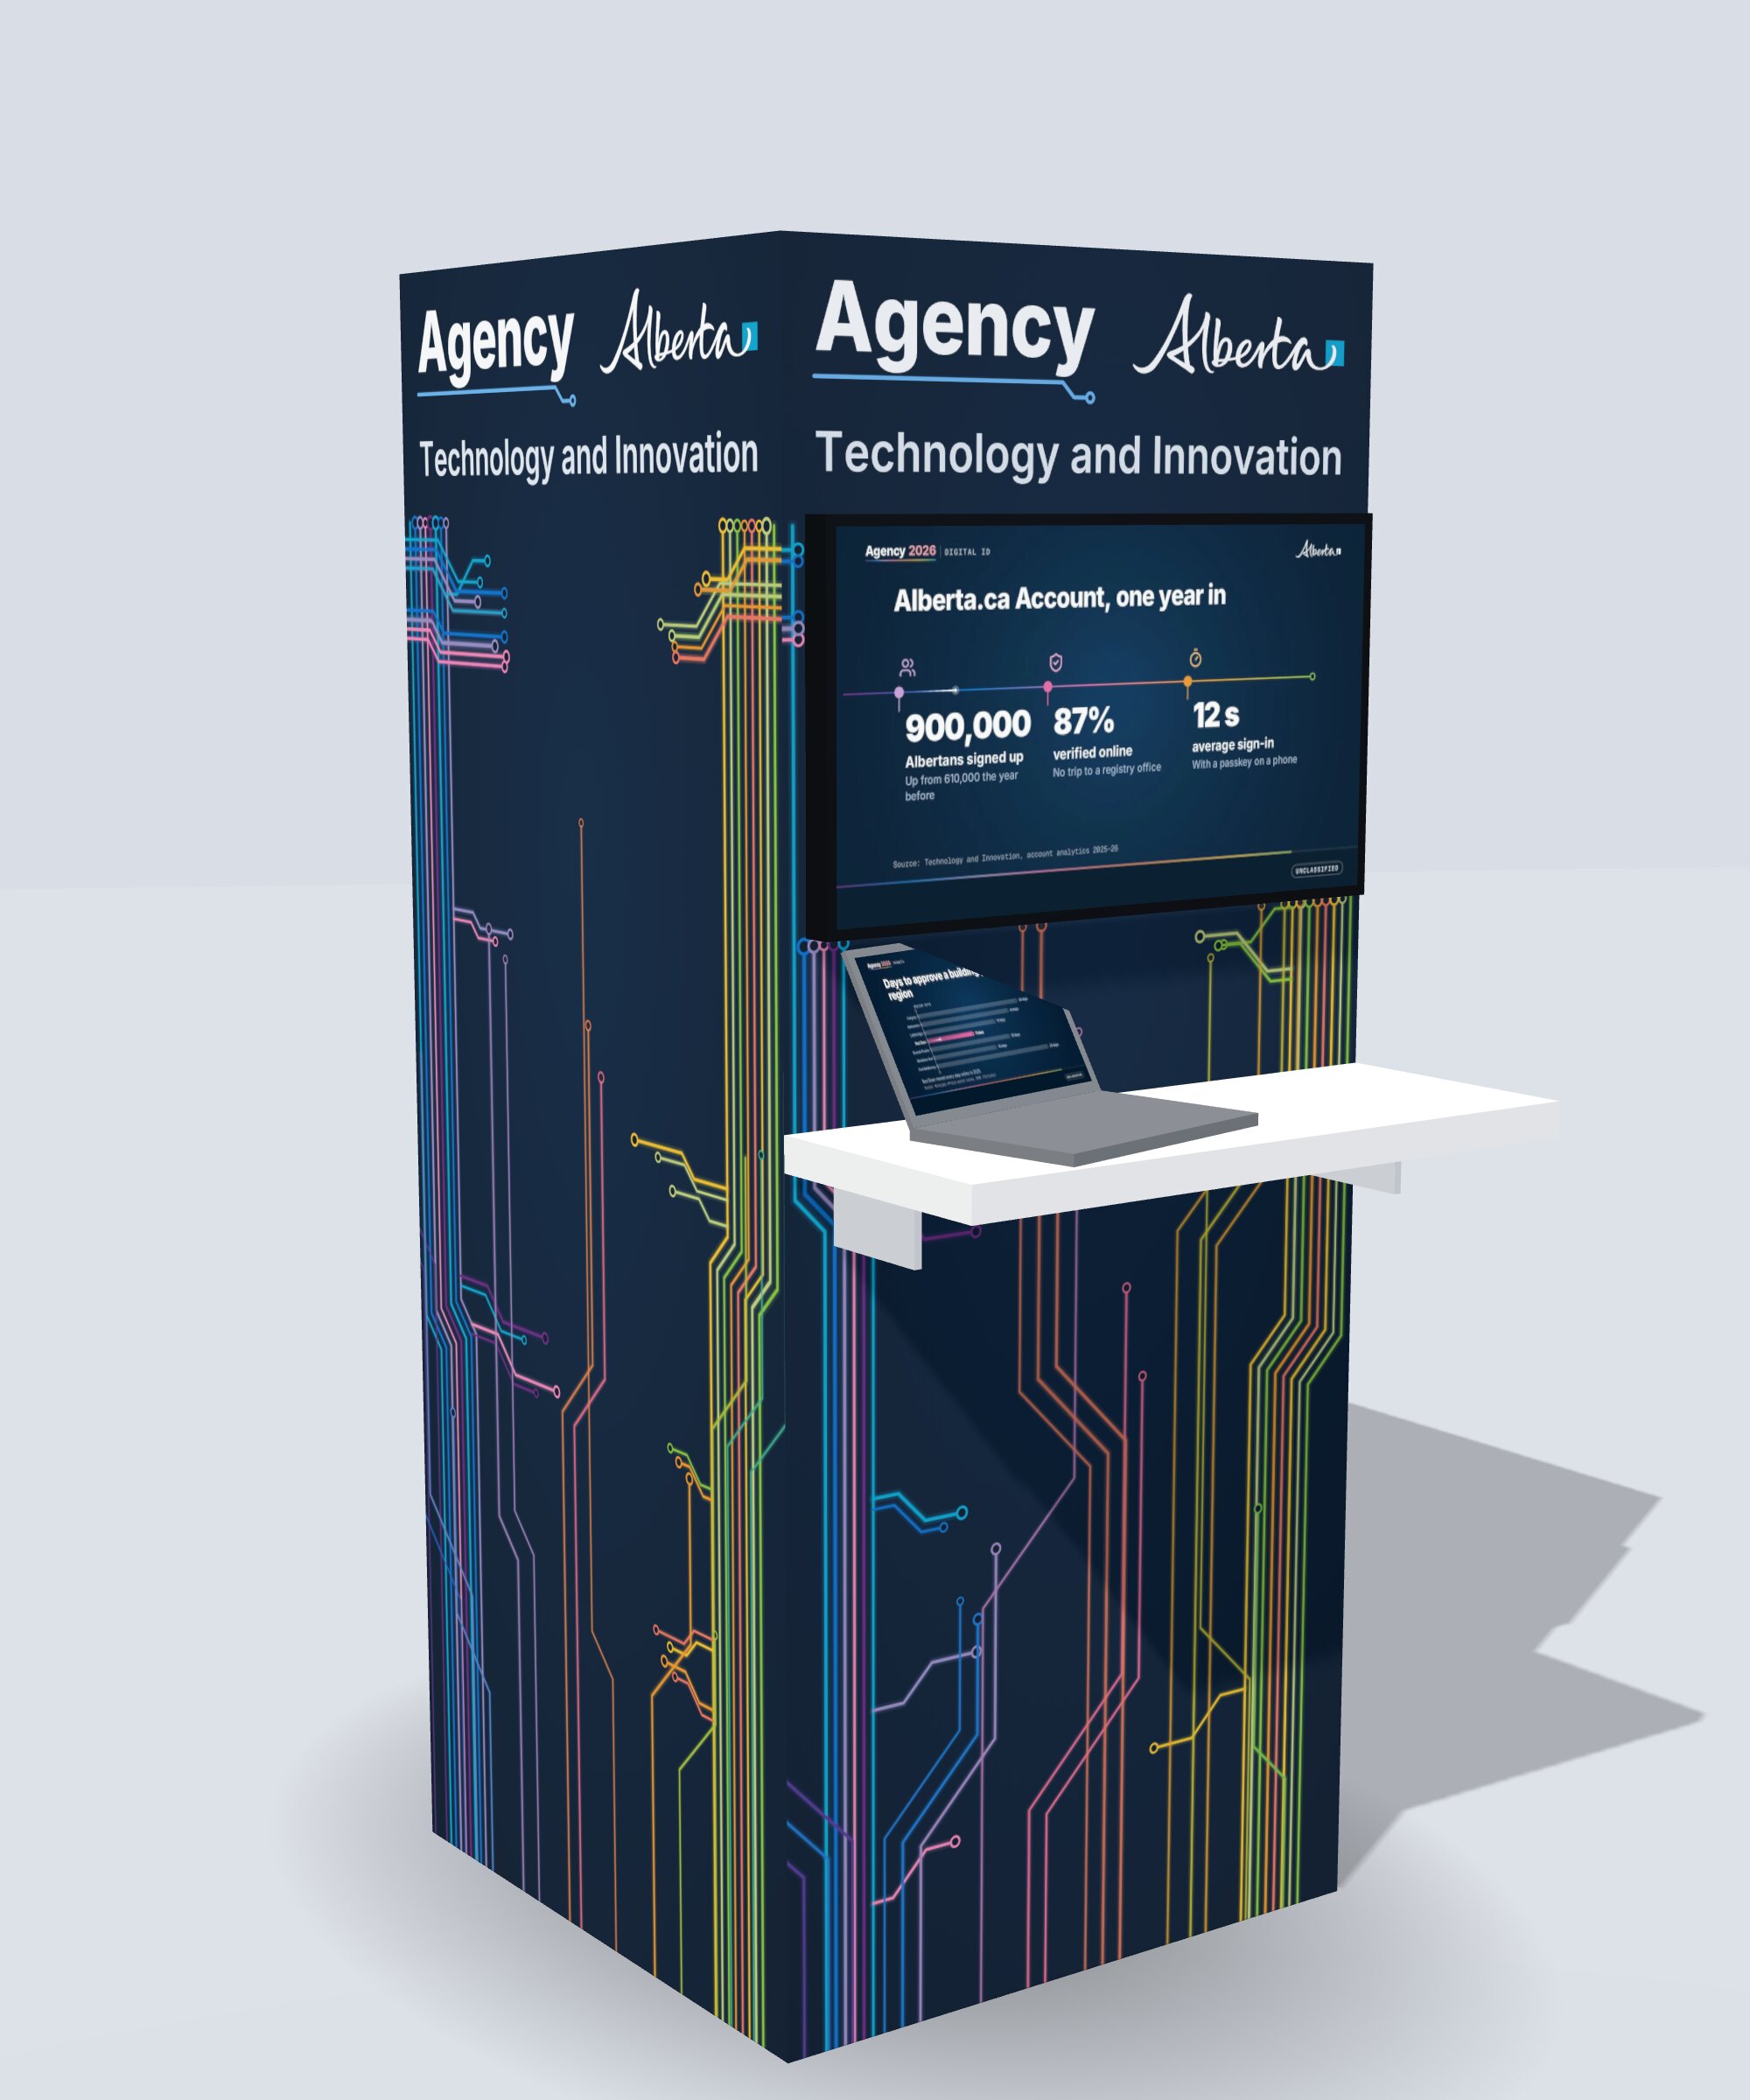 Agency Alberta
Technology and Innovation
Agency Alberta
Technology and Innovation
Agency 2026 DIGITAL ID
Alberta
Alberta.ca Account, one year in
900,000
Albertans signed up
Up from 610,000 the year
before
87%
verified online
No trip to a registry office
12 s
average sign-in
With a passkey on a phone
Source: Technology and Innovation, account analytics 2025-26
UNCLASSIFIED
Agency 2026
Days to approve a building
region